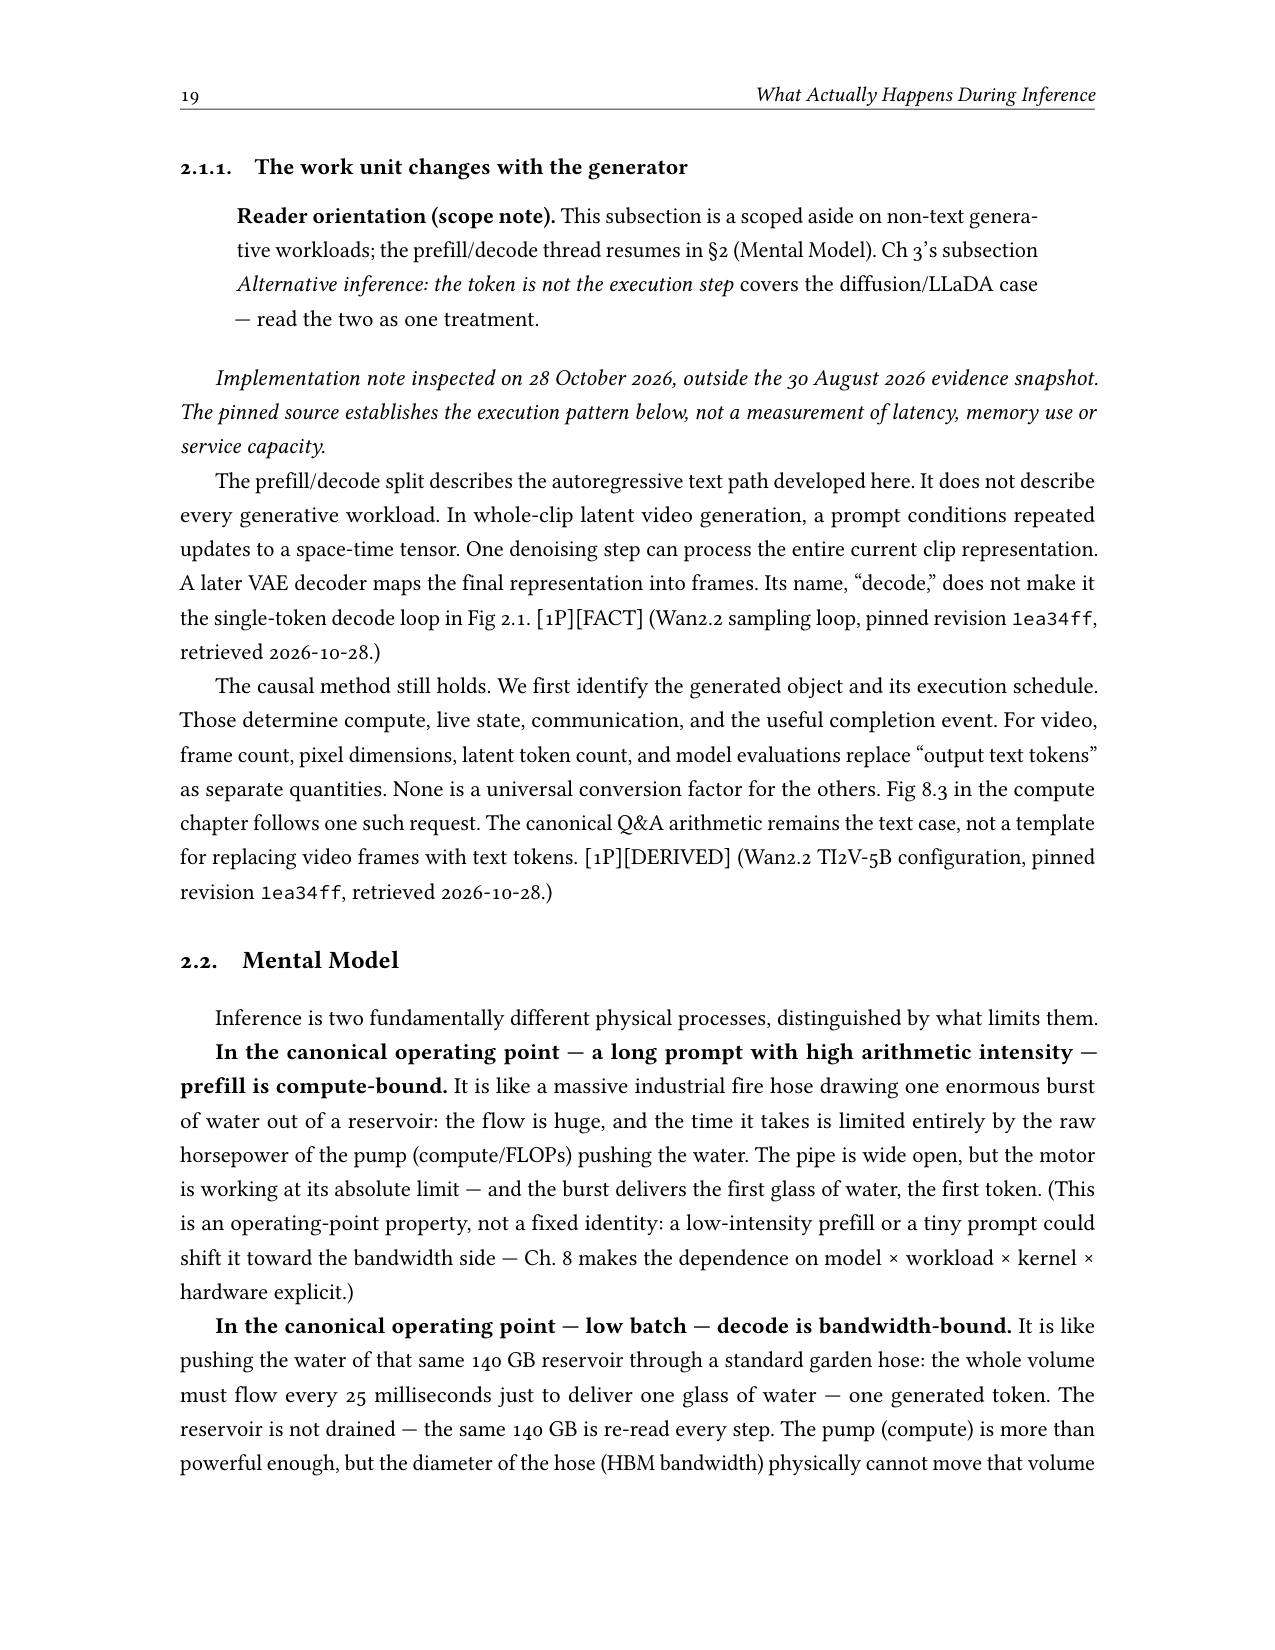 19 What Actually Happens During Inference
2.1.1. The work unit changes with the generator
Reader orientation (scope note). This subsection is a scoped aside on non-text genera-
tive workloads; the prefill/decode thread resumes in §2 (Mental Model). Ch 3’s subsection
Alternative inference: the token is not the execution step covers the diffusion/LLaDA case
— read the two as one treatment.
Implementation note inspected on 28 October 2026, outside the 30 August 2026 evidence snapshot.
The pinned source establishes the execution pattern below, not a measurement of latency, memory use or
service capacity.
The prefill/decode split describes the autoregressive text path developed here. It does not describe
every generative workload. In whole-clip latent video generation, a prompt conditions repeated
updates to a space-time tensor. One denoising step can process the entire current clip representation.
A later VAE decoder maps the final representation into frames. Its name, “decode,” does not make it
the single-token decode loop in Fig 2.1. [1P][FACT] (Wan2.2 sampling loop, pinned revision 1ea34ff,
retrieved 2026-10-28.)
The causal method still holds. We first identify the generated object and its execution schedule.
Those determine compute, live state, communication, and the useful completion event. For video,
frame count, pixel dimensions, latent token count, and model evaluations replace “output text tokens”
as separate quantities. None is a universal conversion factor for the others. Fig 8.3 in the compute
chapter follows one such request. The canonical Q&A arithmetic remains the text case, not a template
for replacing video frames with text tokens. [1P][DERIVED] (Wan2.2 TI2V-5B configuration, pinned
revision 1ea34ff, retrieved 2026-10-28.)
2.2. Mental Model
Inference is two fundamentally different physical processes, distinguished by what limits them.
In the canonical operating point — a long prompt with high arithmetic intensity —
prefill is compute-bound. It is like a massive industrial fire hose drawing one enormous burst
of water out of a reservoir: the flow is huge, and the time it takes is limited entirely by the raw
horsepower of the pump (compute/FLOPs) pushing the water. The pipe is wide open, but the motor
is working at its absolute limit — and the burst delivers the first glass of water, the first token. (This
is an operating-point property, not a fixed identity: a low-intensity prefill or a tiny prompt could
shift it toward the bandwidth side — Ch. 8 makes the dependence on model × workload × kernel ×
hardware explicit.)
In the canonical operating point — low batch — decode is bandwidth-bound. It is like
pushing the water of that same 140 GB reservoir through a standard garden hose: the whole volume
must flow every 25 milliseconds just to deliver one glass of water — one generated token. The
reservoir is not drained — the same 140 GB is re-read every step. The pump (compute) is more than
powerful enough, but the diameter of the hose (HBM bandwidth) physically cannot move that volume